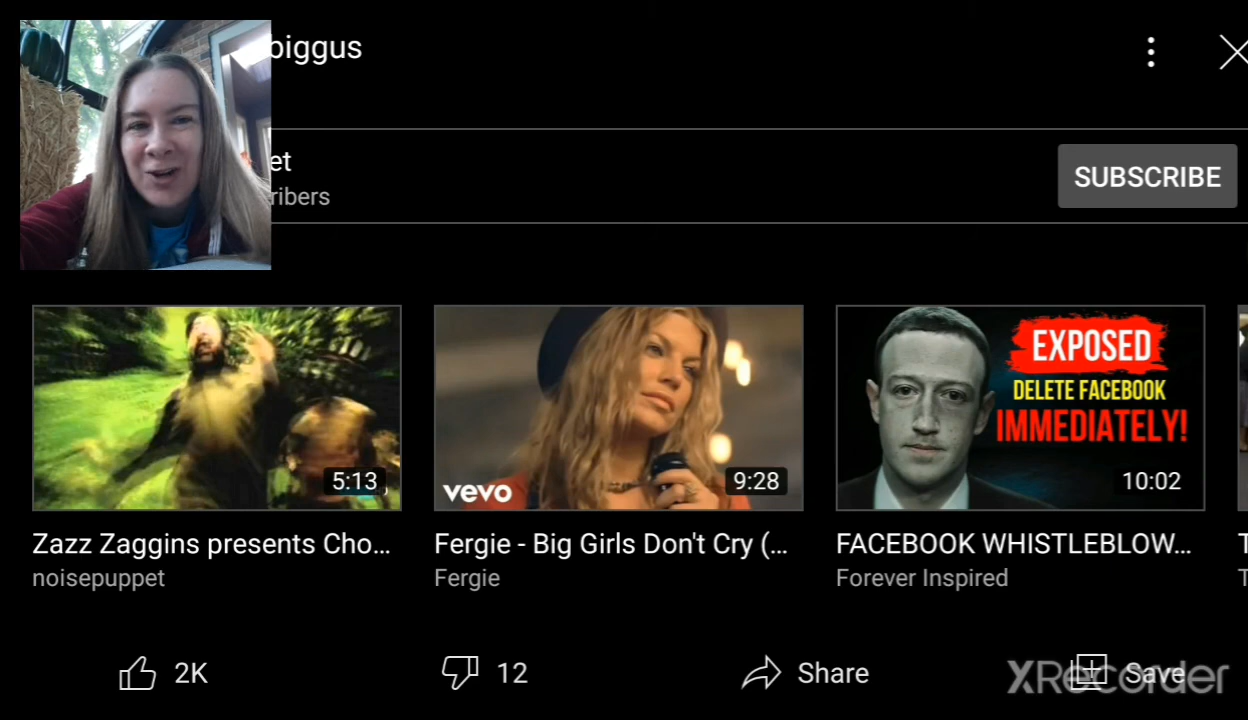 biggus
et
ribers
SUBSCRIBE
EXPOSED
DELETE FACEBOOK
IMMEDIATELY!
vevo
5:13
9:28
10:02
Zazz Zaggins presents Cho...
Fergie - Big Girls Don't Cry (...
FACEBOOK WHISTLEBLOW...
T
noisepuppet
Fergie
Forever Inspired
T
2K
12
Share
Save
XRecorder